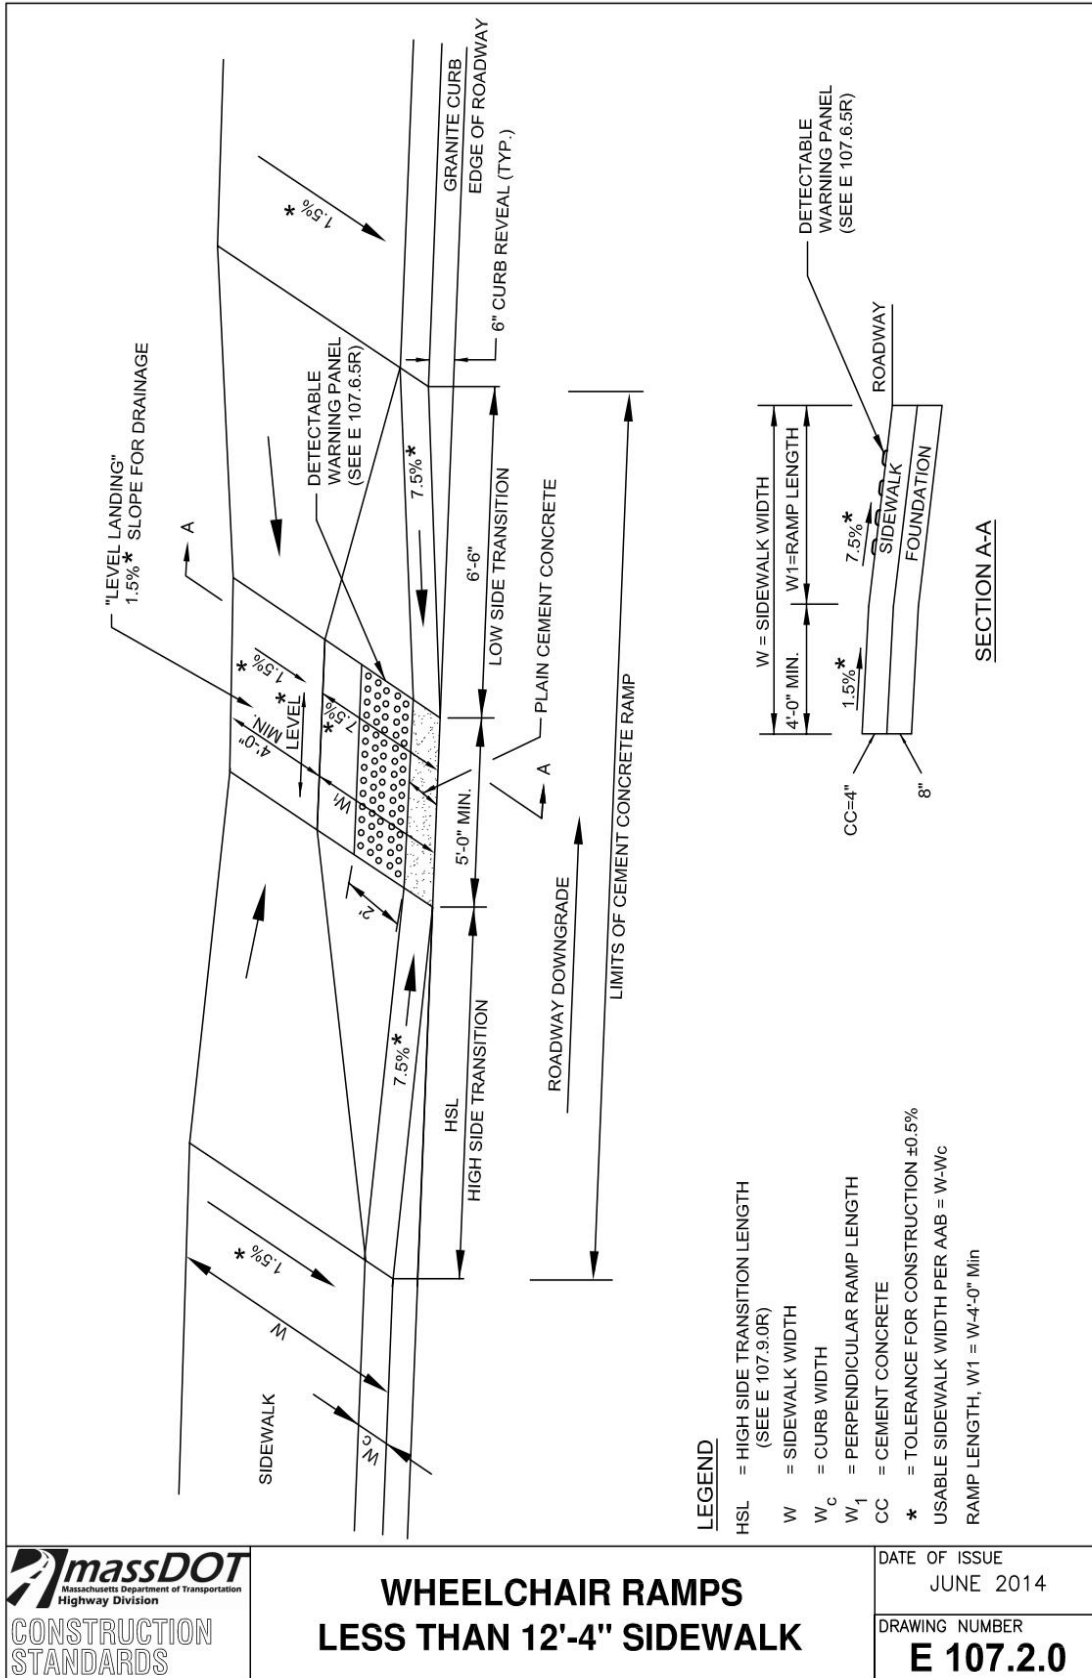 "LEVEL LANDING"
1.5%* SLOPE FOR DRAINAGE
A
1.5%*
GRANITE CURB
EDGE OF ROADWAY
6" CURB REVEAL (TYP.)
DETECTABLE
WARNING PANEL
(SEE E 107.6.5R)
7.5%*
6'-6"
LOW SIDE TRANSITION
PLAIN CEMENT CONCRETE
1.5%
*
4'-0"
MIN.
*
LEVEL
7.5%
*
W1
2'
5'-0" MIN.
A
7.5%*
HSL
HIGH SIDE TRANSITION
ROADWAY DOWNGRADE
LIMITS OF CEMENT CONCRETE RAMP
1.5%
*
W
SIDEWALK
Wc
DETECTABLE
WARNING PANEL
(SEE E 107.6.5R)
W = SIDEWALK WIDTH
4'-0" MIN.
W1=RAMP LENGTH
ROADWAY
1.5%*
7.5%*
SIDEWALK
FOUNDATION
CC=4"
8"
SECTION A-A
LEGEND
HSL = HIGH SIDE TRANSITION LENGTH
(SEE E 107.9.0R)
W = SIDEWALK WIDTH
Wc = CURB WIDTH
W1 = PERPENDICULAR RAMP LENGTH
CC = CEMENT CONCRETE
* = TOLERANCE FOR CONSTRUCTION ±0.5%
USABLE SIDEWALK WIDTH PER AAB = W-Wc
RAMP LENGTH, W1 = W-4'-0" Min
massDOT
Massachusetts Department of Transportation
Highway Division
CONSTRUCTION
STANDARDS
WHEELCHAIR RAMPS
LESS THAN 12'-4" SIDEWALK
DATE OF ISSUE
JUNE 2014
DRAWING NUMBER
E 107.2.0